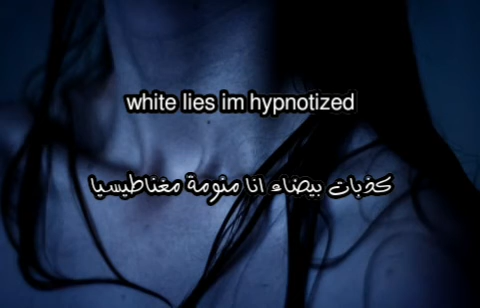 white lies im hypnotized
كذبات بيضاء انا منومة مغناطيسيا